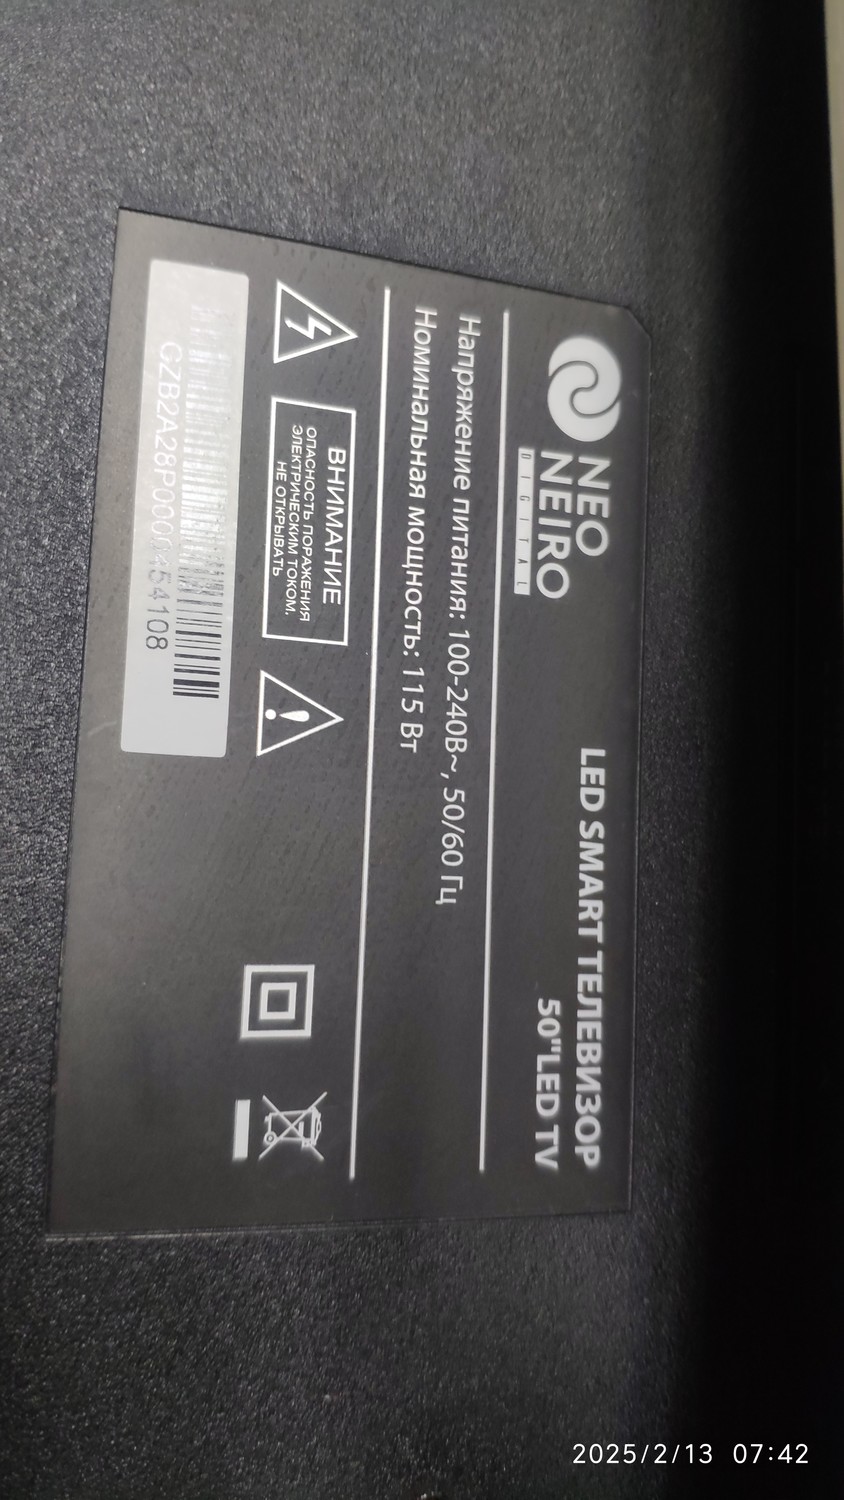 NEO
NEIRO
DIGITAL
LED SMART ТЕЛЕВИЗОР
50"LED TV
Напряжение питания: 100-240В~, 50/60 Гц
Номинальная мощность: 115 Вт
ВНИМАНИЕ
ОПАСНОСТЬ ПОРАЖЕНИЯ
ЭЛЕКТРИЧЕСКИМ ТОКОМ.
НЕ ОТКРЫВАТЬ
GZB2A28P0000454108
2025/2/13 07:42